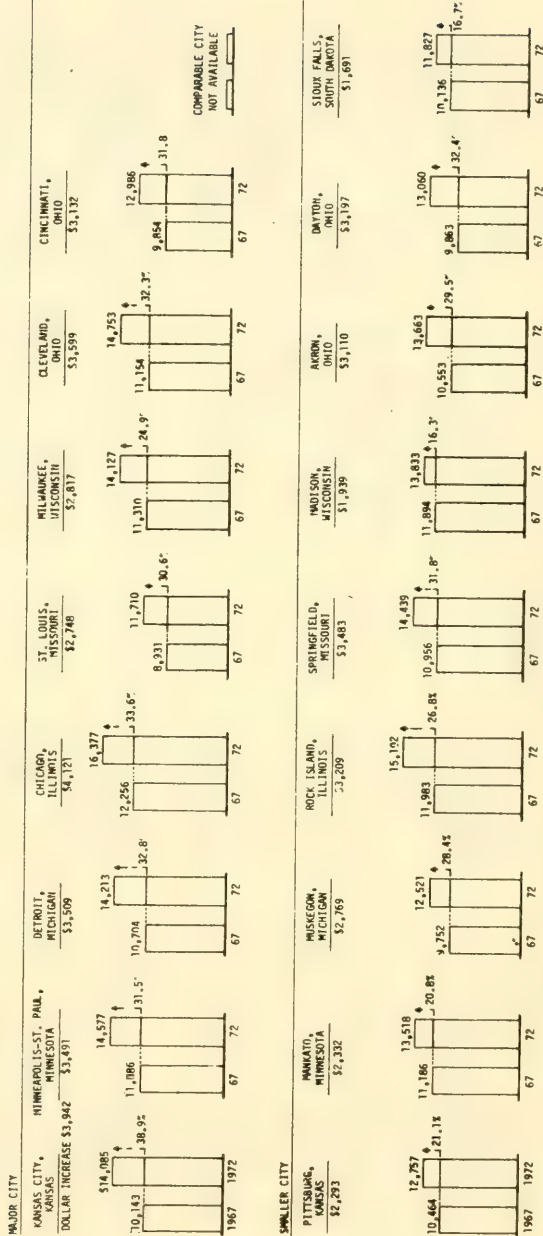 MAJOR CITY
KANSAS CITY,
KANSAS
DOLLAR INCREASE $3,942
$14,085
10,143
38.9%
1967 1972
MINNEAPOLIS-ST. PAUL,
MINNESOTA
$3,491
14,577
11,086
31.5
67 72
DETROIT,
MICHIGAN
$3,509
14,213
10,704
32.8
67 72
CHICAGO,
ILLINOIS
$4,121
16,377
12,256
33.6%
67 72
ST. LOUIS,
MISSOURI
$2,748
11,710
8,931
30.6%
67 72
MILWAUKEE,
WISCONSIN
$2,817
14,127
11,310
24.9
67 72
CLEVELAND,
OHIO
$3,599
14,753
11,154
32.3%
67 72
CINCINNATI,
OHIO
$3,132
12,986
9,854
31.8
67 72
COMPARABLE CITY
NOT AVAILABLE
SMALLER CITY
PITTSBURG,
KANSAS
$2,293
12,757
10,464
21.1%
1967 1972
MANKATO,
MINNESOTA
$2,332
13,518
11,186
20.8%
67 72
MUSKEGON,
MICHIGAN
$2,769
12,521
9,752
28.4%
67 72
ROCK ISLAND,
ILLINOIS
3,209
11,983
26.8%
67 72
SPRINGFIELD,
MISSOURI
$3,483
14,439
10,956
31.8%
67 72
MADISON,
WISCONSIN
$1,939
13,833
11,894
16.3
67 72
AKRON,
OHIO
$3,110
13,663
10,553
29.5%
67 72
DAYTON,
OHIO
$3,197
13,060
9,863
32.4
67 72
SIOUX FALLS,
SOUTH DAKOTA
$1,691
11,827
10,136
16.7%
67 72